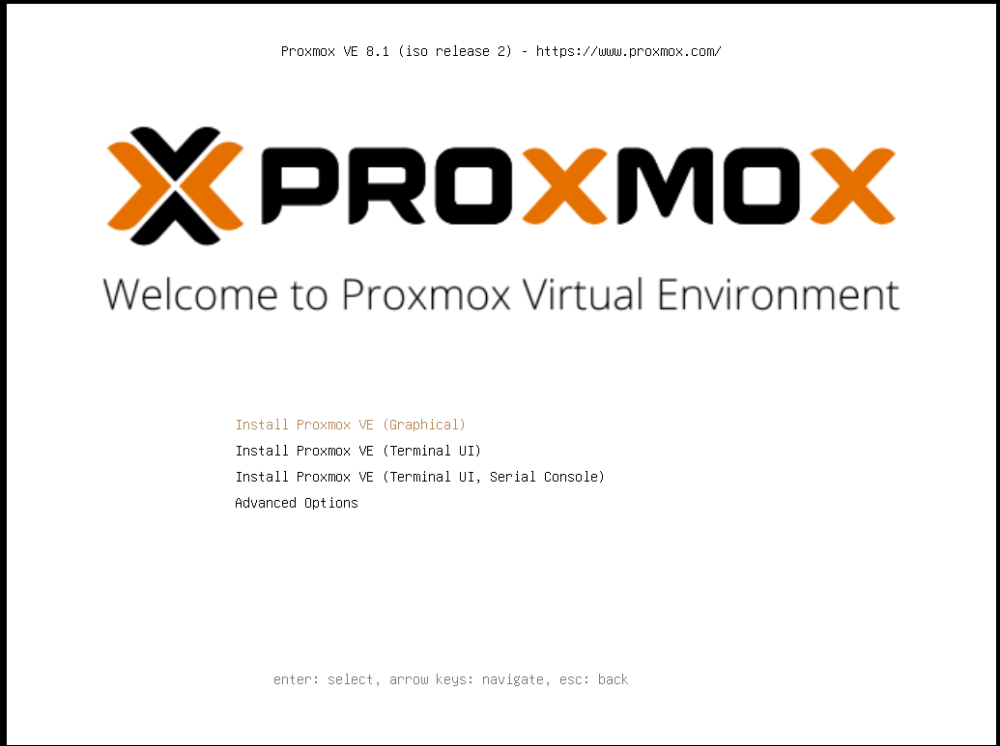 Proxmox VE 8.1 (iso release 2) - https://www.proxmox.com/
PROXMOX
Welcome to Proxmox Virtual Environment
Install Proxmox VE (Graphical)
Install Proxmox VE (Terminal UI)
Install Proxmox VE (Terminal UI, Serial Console)
Advanced Options
enter: select, arrow keys: navigate, esc: back